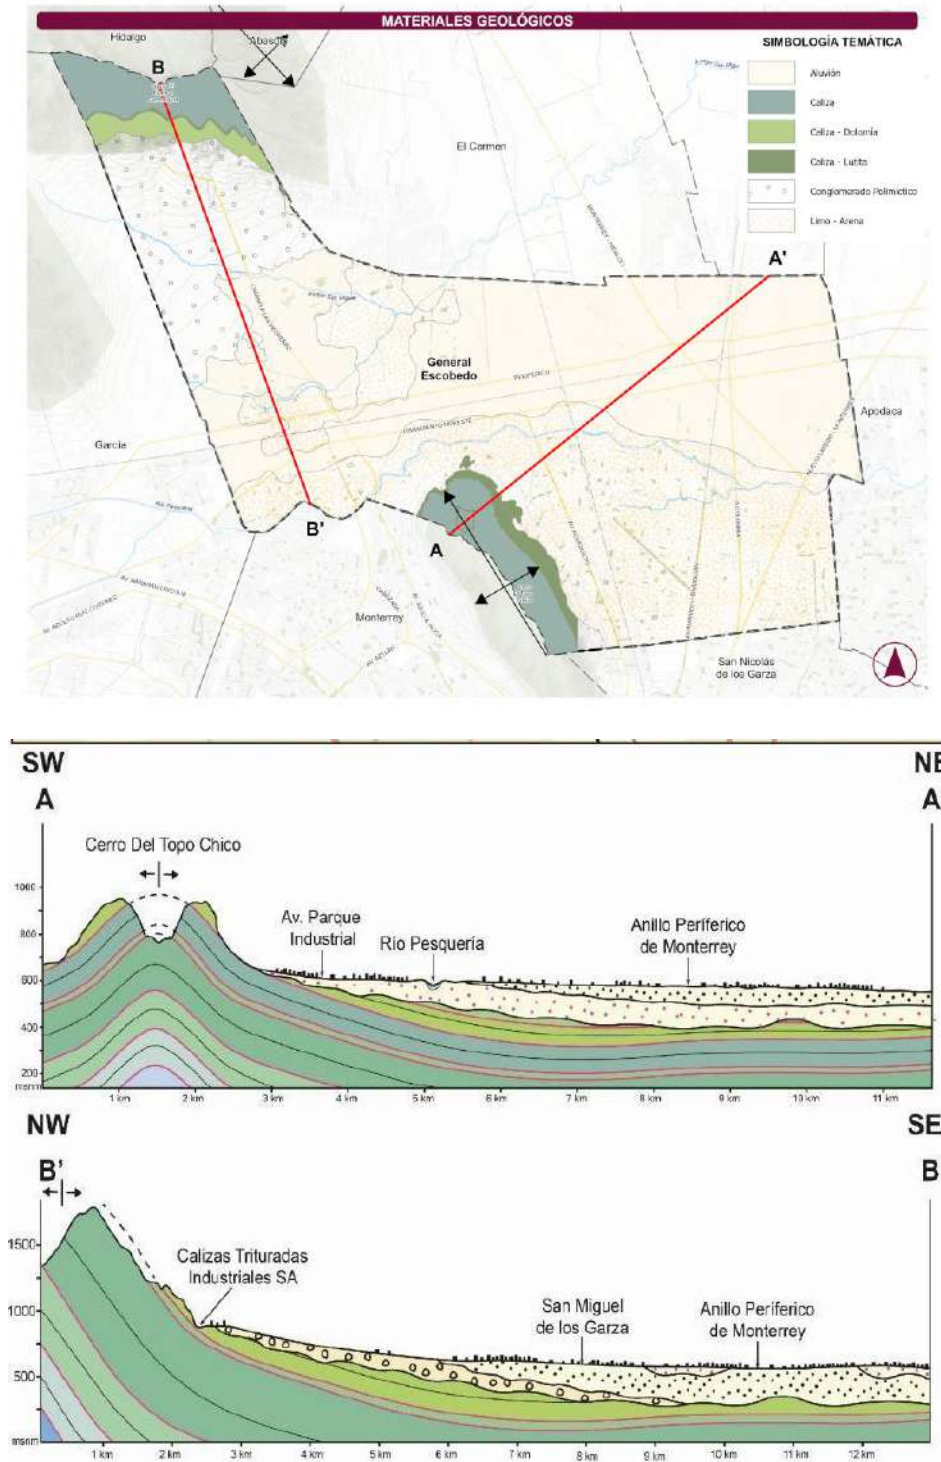 MATERIALES GEOLÓGICOS
Hidalgo
Abasolo
SIMBOLOGÍA TEMÁTICA
B
Aluvión
Caliza
Caliza - Dolomía
El Carmen
Caliza - Lutita
Conglomerado Polimíctico
Limo - Arena
A'
General
Escobedo
PERIFERICO
Apodaca
García
B'
A
Monterrey
San Nicolás
de los Garza
SW
NE
A
A
Cerro Del Topo Chico
1000
800
600
400
200
msnm
Av. Parque
Industrial
Río Pesquería
Anillo Períferico
de Monterrey
1 km
2 km
3 km
4 km
5 km
6 km
7 km
8 km
9 km
10 km
11 km
NW
SE
B'
B
1500
1000
500
msnm
Calizas Trituradas
Industriales SA
San Miguel
de los Garza
Anillo Períferico
de Monterrey
1 km
2 km
3 km
4 km
5 km
6 km
7 km
8 km
9 km
10 km
11 km
12 km